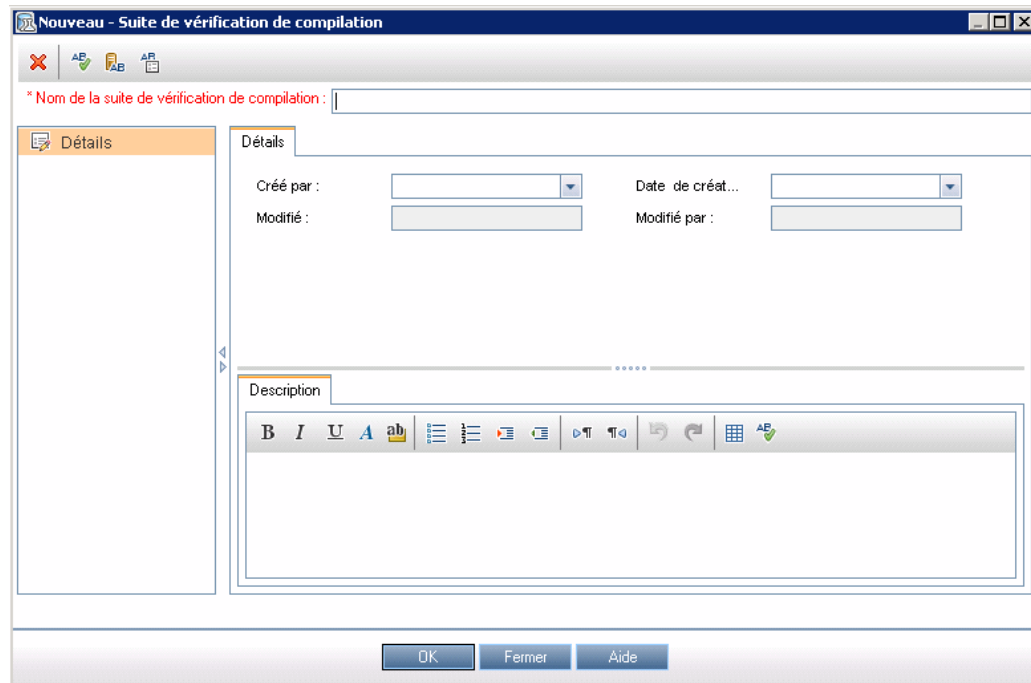 Nouveau - Suite de vérification de compilation
* Nom de la suite de vérification de compilation :
Détails
Détails
Créé par :
Date de créat...
Modifié :
Modifié par :
Description
B I U A ab
OK Fermer Aide